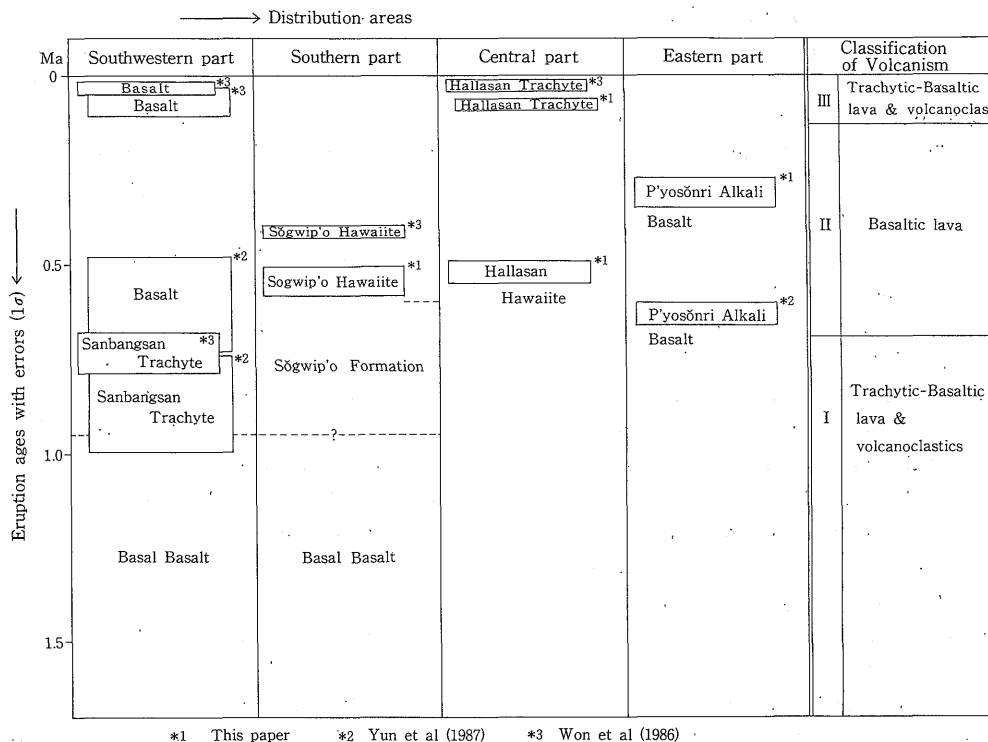 Distribution areas
Ma
Southwestern part
Southern part
Central part
Eastern part
Classification
of Volcanism
0
Basalt *3
Basalt *3
Hallasan Trachyte *3
Hallasan Trachyte *1
III
Trachytic-Basaltic
lava & volcanoclas
P'yosŏnri Alkali *1
Basalt
Sŏgwip'o Hawaiite *3
II
Basaltic lava
0.5
*2
Basalt
Sogwip'o Hawaiite *1
Hallasan *1
Hawaiite
P'yosŏnri Alkali *2
Basalt
Sanbangsan *3
Trachyte *2
Sŏgwip'o Formation
Sanbangsan
Trachyte
I
Trachytic-Basaltic
lava &
volcanoclastics
?
1.0
Basal Basalt
Basal Basalt
1.5
Eruption ages with errors (1σ)
*1 This paper *2 Yun et al (1987) *3 Won et al (1986)